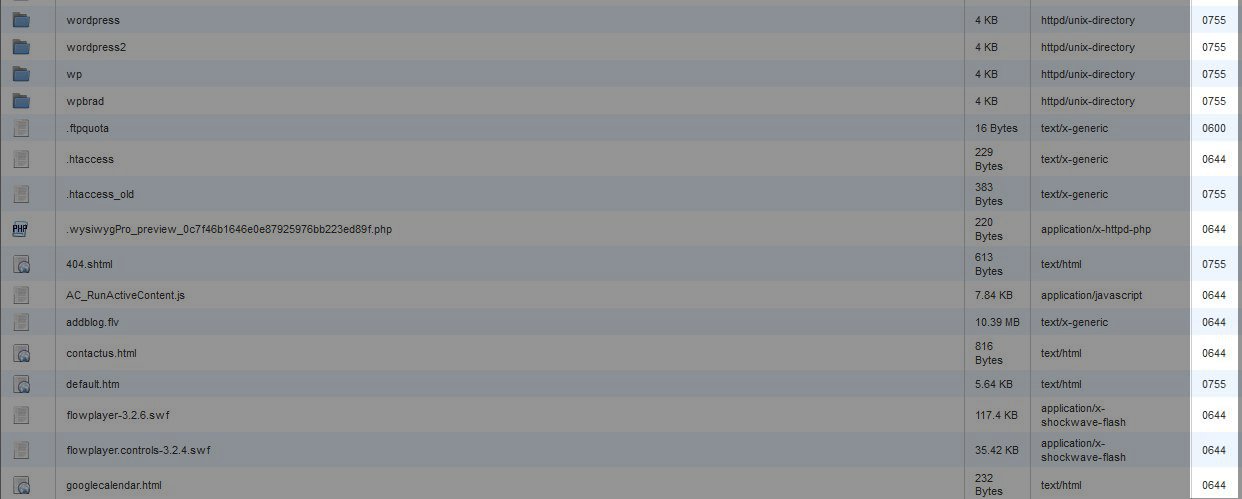 wordpress 4 KB httpd/unix-directory 0755
wordpress2 4 KB httpd/unix-directory 0755
wp 4 KB httpd/unix-directory 0755
wpbrad 4 KB httpd/unix-directory 0755
.ftpquota 16 Bytes text/x-generic 0600
.htaccess 229 Bytes text/x-generic 0644
.htaccess_old 383 Bytes text/x-generic 0755
PHP .wysiwygPro_preview_0c7f46b1646e0e87925976bb223ed89f.php 220 Bytes application/x-httpd-php 0644
404.shtml 613 Bytes text/html 0755
AC_RunActiveContent.js 7.84 KB application/javascript 0644
addblog.flv 10.39 MB text/x-generic 0644
contactus.html 816 Bytes text/html 0644
default.htm 5.64 KB text/html 0755
flowplayer-3.2.6.swf 117.4 KB application/x-shockwave-flash 0644
flowplayer.controls-3.2.4.swf 35.42 KB application/x-shockwave-flash 0644
googlecalendar.html 232 Bytes text/html 0644